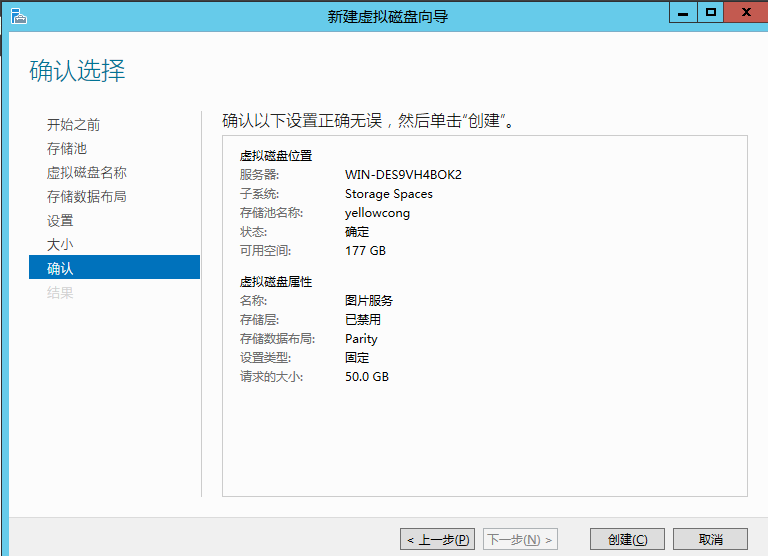 新建虚拟磁盘向导
确认选择
开始之前
存储池
虚拟磁盘名称
存储数据布局
设置
大小
确认
结果
确认以下设置正确无误，然后单击"创建"。
虚拟磁盘位置
服务器: WIN-DES9VH4BOK2
子系统: Storage Spaces
存储池名称: yellowcong
状态: 确定
可用空间: 177 GB
虚拟磁盘属性
名称: 图片服务
存储层: 已禁用
存储数据布局: Parity
设置类型: 固定
请求的大小: 50.0 GB
< 上一步(P) 下一步(N) > 创建(C) 取消